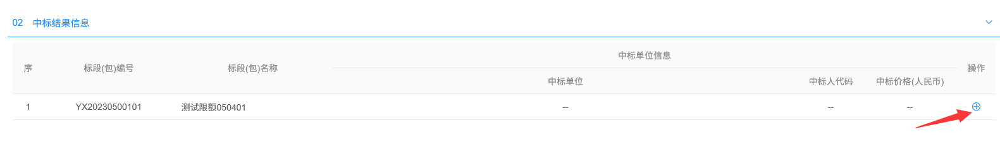 02 中标结果信息
序 标段(包)编号 标段(包)名称 中标单位信息 操作
中标单位 中标人代码 中标价格(人民币)
1 YX20230500101 测试限额050401 -- -- --